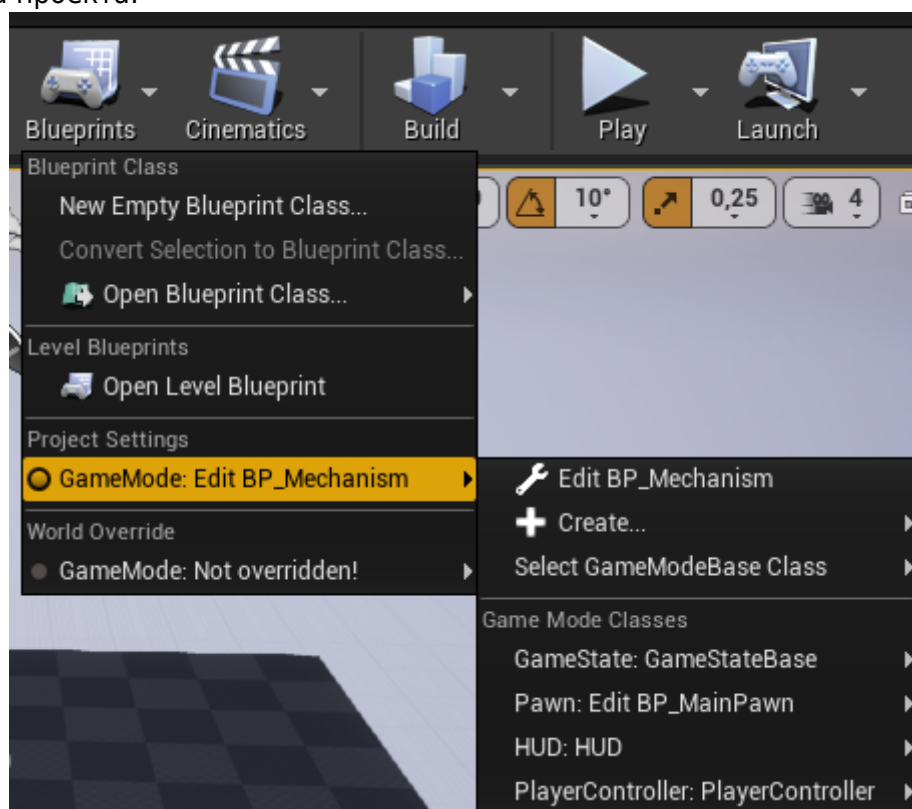 а проекта.
Blueprints Cinematics Build Play Launch
Blueprint Class
New Empty Blueprint Class...
10° 0,25 4
Convert Selection to Blueprint Class...
Open Blueprint Class...
Level Blueprints
Open Level Blueprint
Project Settings
GameMode: Edit BP_Mechanism
World Override
GameMode: Not overridden!
Edit BP_Mechanism
Create...
Select GameModeBase Class
Game Mode Classes
GameState: GameStateBase
Pawn: Edit BP_MainPawn
HUD: HUD
PlayerController: PlayerController